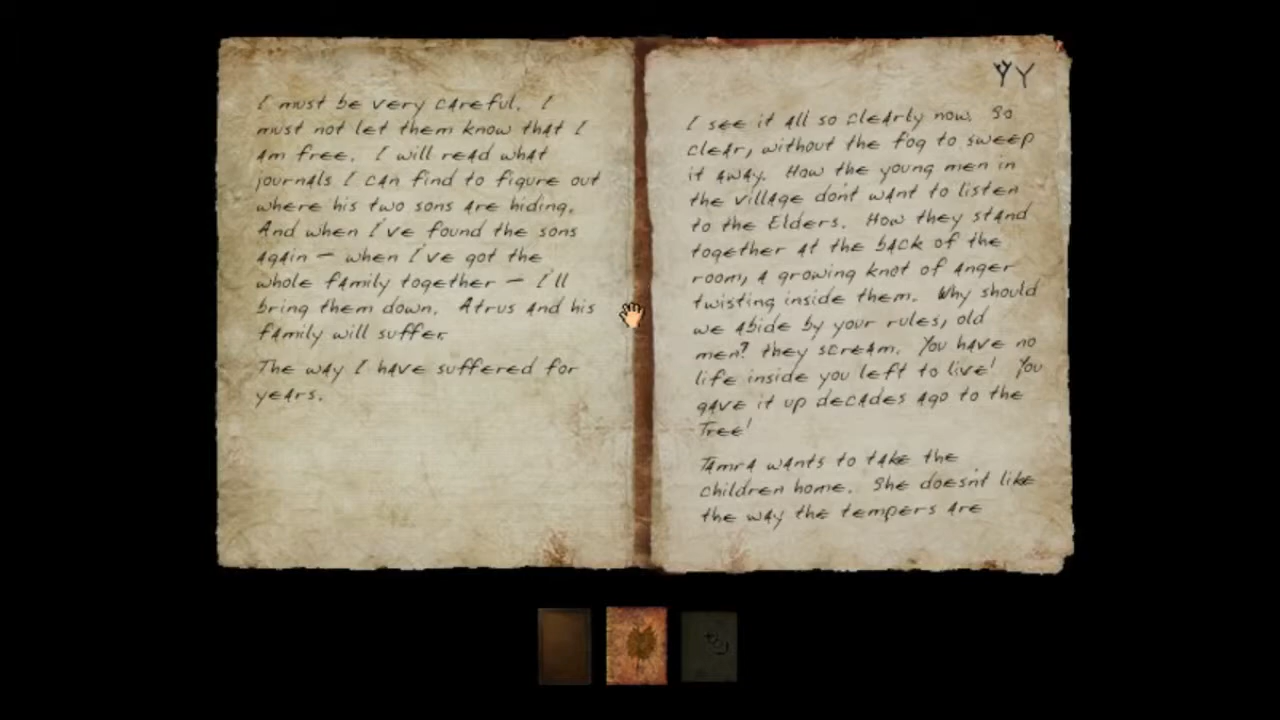 I must be very careful. I
must not let them know that I
am free. I will read what
journals I can find to figure out
where his two sons are hiding.
And when I've found the sons
again – when I've got the
whole family together – I'll
bring them down. Atrus and his
family will suffer.
The way I have suffered for
years.
I see it all so clearly now. So
clear, without the fog to sweep
it away. How the young men in
the village don't want to listen
to the Elders. How they stand
together at the back of the
room, a growing knot of anger
twisting inside them. Why should
we abide by your rules, old
men? they scream. You have no
life inside you left to live! You
gave it up decades ago to the
Tree!
Tamra wants to take the
children home. She doesn't like
the way the tempers are